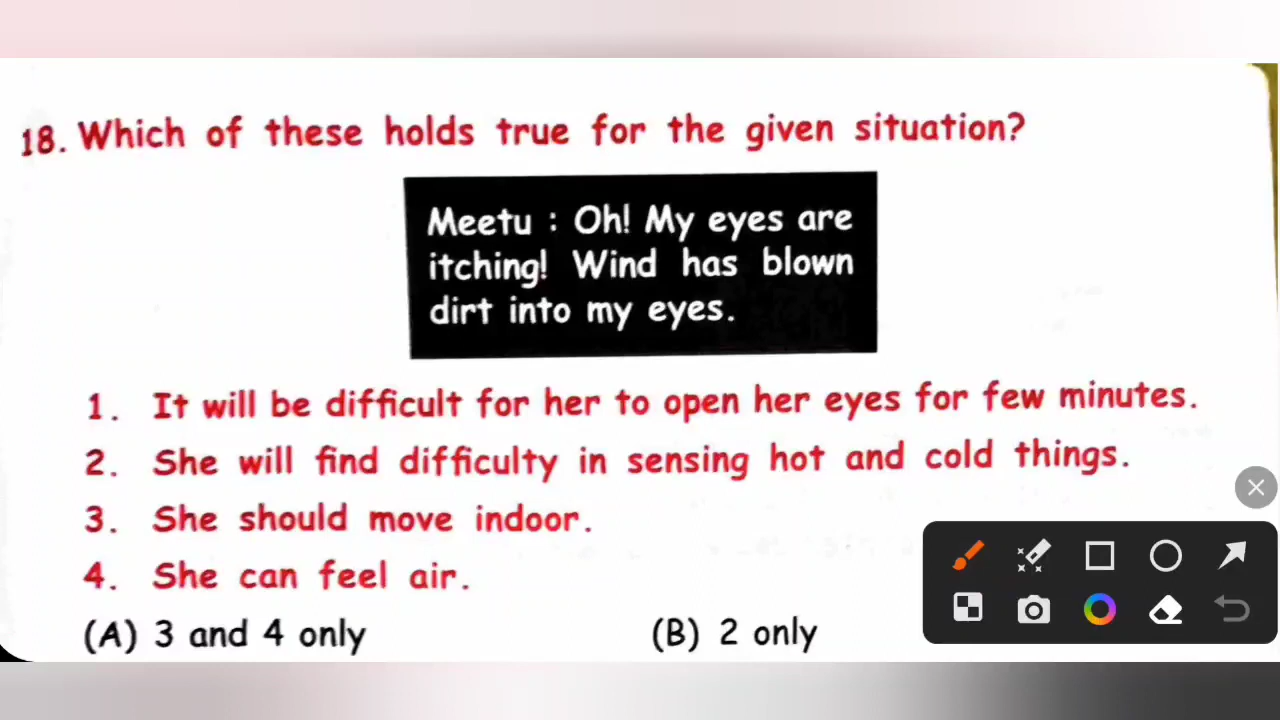 18. Which of these holds true for the given situation?
Meetu : Oh! My eyes are
itching! Wind has blown
dirt into my eyes.
1. It will be difficult for her to open her eyes for few minutes.
2. She will find difficulty in sensing hot and cold things.
3. She should move indoor.
4. She can feel air.
(A) 3 and 4 only
(B) 2 only